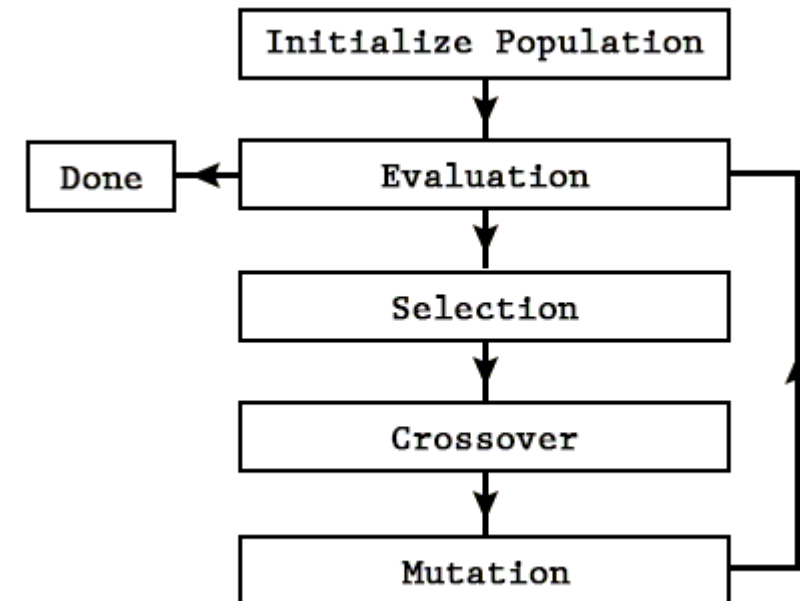 Initialize Population
Done
Evaluation
Selection
Crossover
Mutation